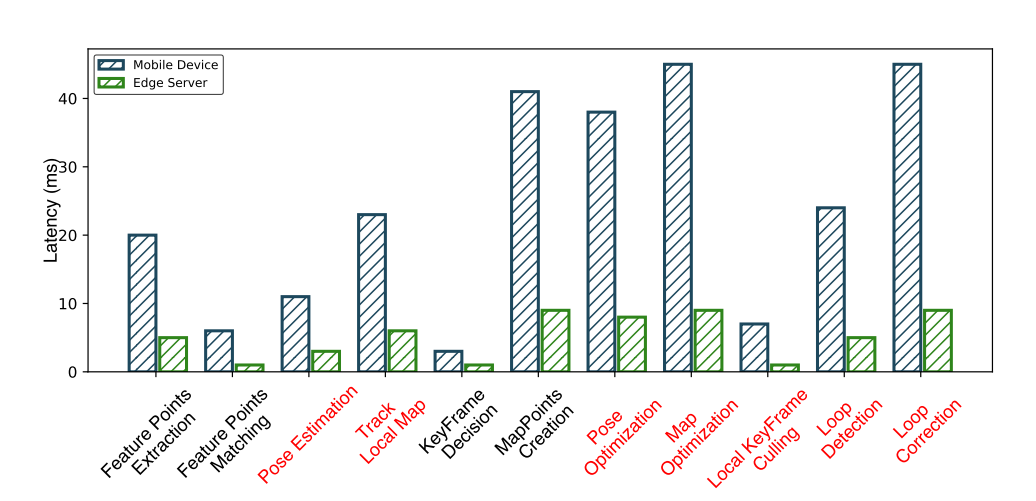 Mobile Device
Edge Server
Latency (ms)
40
30
20
10
0
Feature Points
Extraction
Feature Points
Matching
Pose Estimation
Track
Local Map
KeyFrame
Decision
MapPoints
Creation
Pose
Optimization
Map
Optimization
Local KeyFrame
Culling
Loop
Detection
Loop
Correction